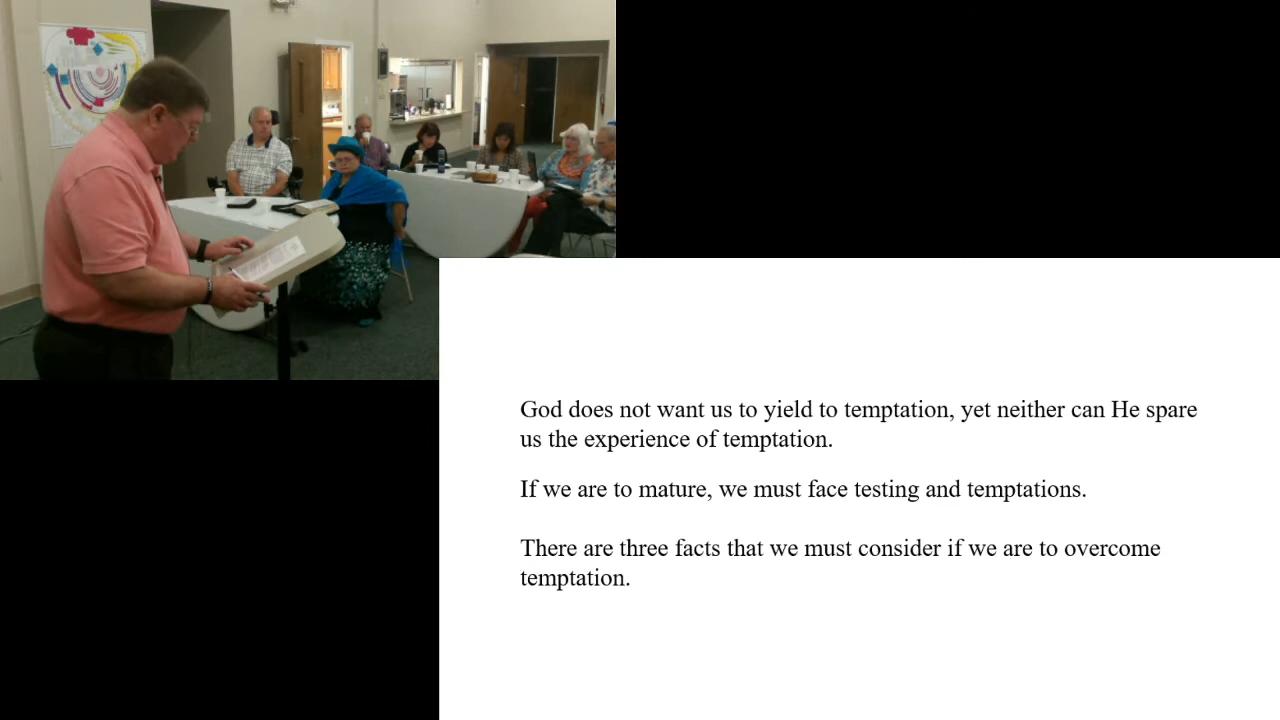 God does not want us to yield to temptation, yet neither can He spare
us the experience of temptation.
If we are to mature, we must face testing and temptations.
There are three facts that we must consider if we are to overcome
temptation.